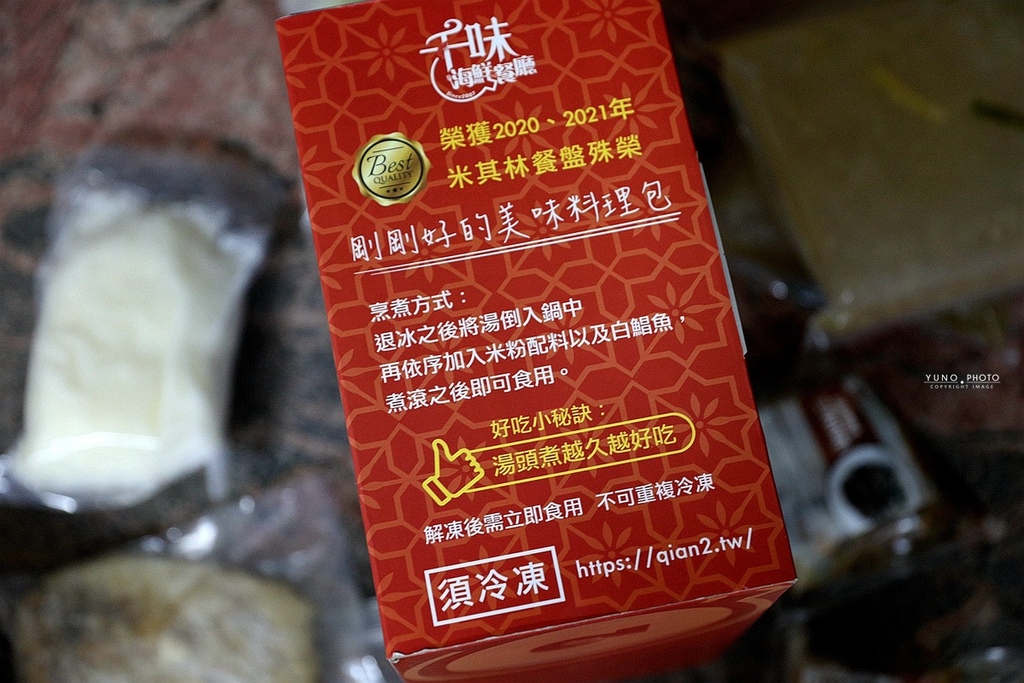 千味
海鮮餐廳
Since2002
Best
QUALITY
榮獲2020、2021年
米其林餐盤殊榮
剛剛好的美味料理包
烹煮方式：
退冰之後將湯倒入鍋中
再依序加入米粉配料以及白鯧魚，
煮滾之後即可食用。
好吃小秘訣：
湯頭煮越久越好吃
解凍後需立即食用 不可重複冷凍
須冷凍
https://qian2.tw/
YUNO PHOTO
COPYRIGHT IMAGE